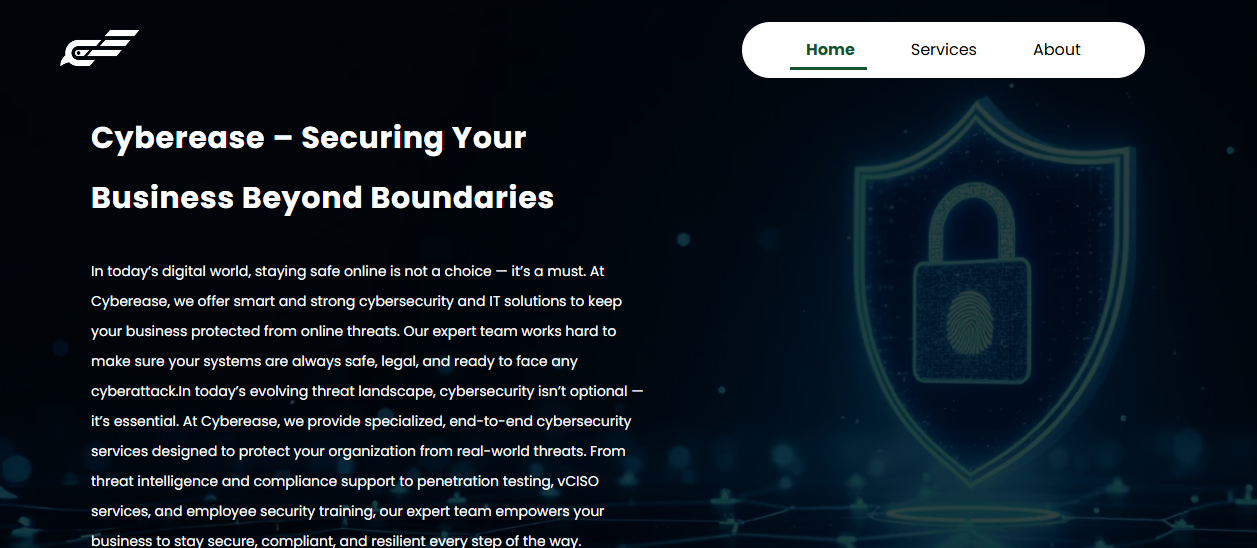 Home Services About
Cyberease – Securing Your
Business Beyond Boundaries
In today’s digital world, staying safe online is not a choice — it’s a must. At
Cyberease, we offer smart and strong cybersecurity and IT solutions to keep
your business protected from online threats. Our expert team works hard to
make sure your systems are always safe, legal, and ready to face any
cyberattack.In today’s evolving threat landscape, cybersecurity isn’t optional —
it’s essential. At Cyberease, we provide specialized, end-to-end cybersecurity
services designed to protect your organization from real-world threats. From
threat intelligence and compliance support to penetration testing, vCISO
services, and employee security training, our expert team empowers your
business to stay secure, compliant, and resilient every step of the way.